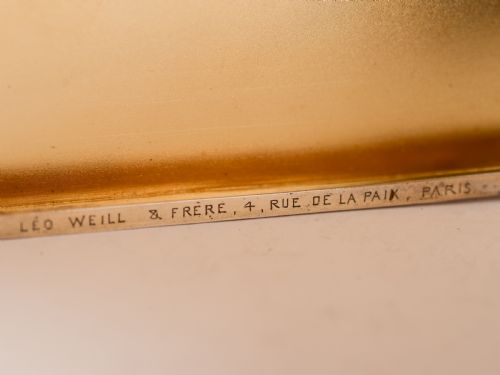 LÉO WEILL & FRÈRE, 4, RUE DE LA PAIX, PARIS